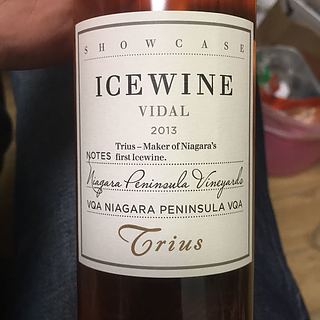 SHOWCASE
ICEWINE
VIDAL
2013
Trius – Maker of Niagara's
NOTES first Icewine.
Niagara Peninsula Vineyards
VQA NIAGARA PENINSULA VQA
Trius